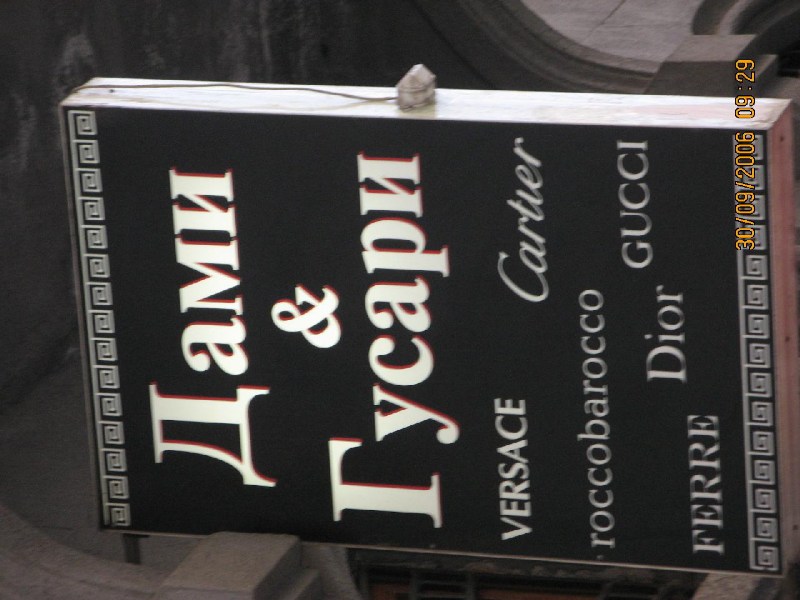 Дами
&
Гусари
VERSACE Cartier
roccobarocco
Dior GUCCI
FERRE
30/09/2006 09:29